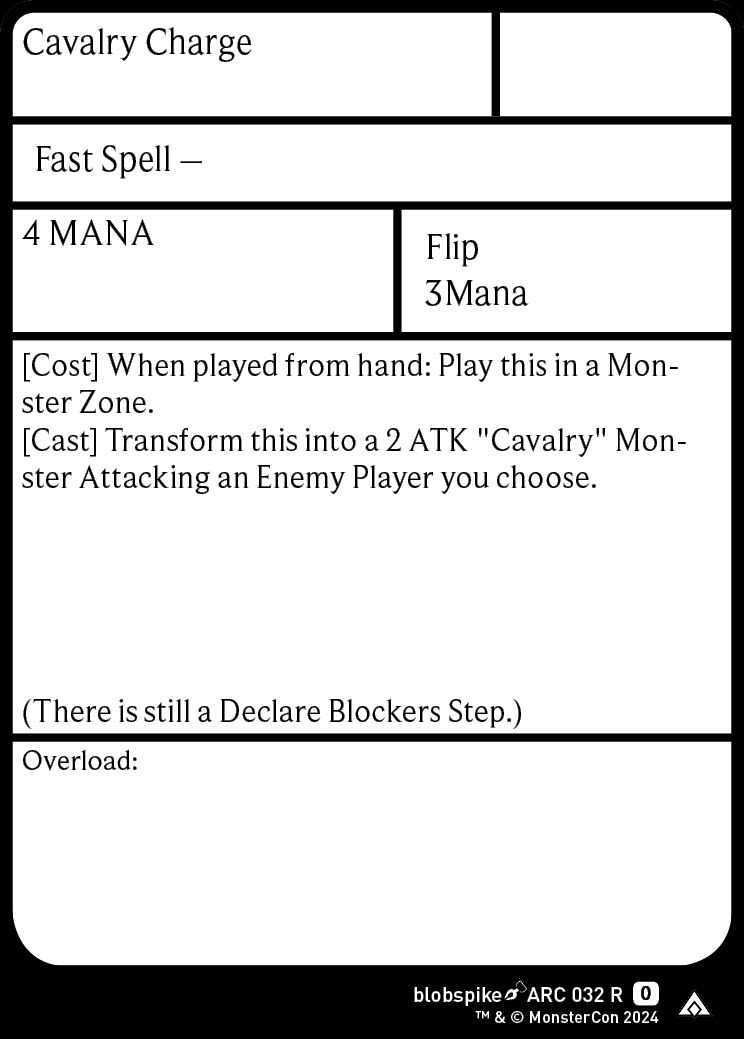 Cavalry Charge
Fast Spell —
4 MANA
Flip
3Mana
[Cost] When played from hand: Play this in a Mon-
ster Zone.
[Cast] Transform this into a 2 ATK "Cavalry" Mon-
ster Attacking an Enemy Player you choose.
(There is still a Declare Blockers Step.)
Overload:
blobspike ARC 032 R 0
™ & © MonsterCon 2024